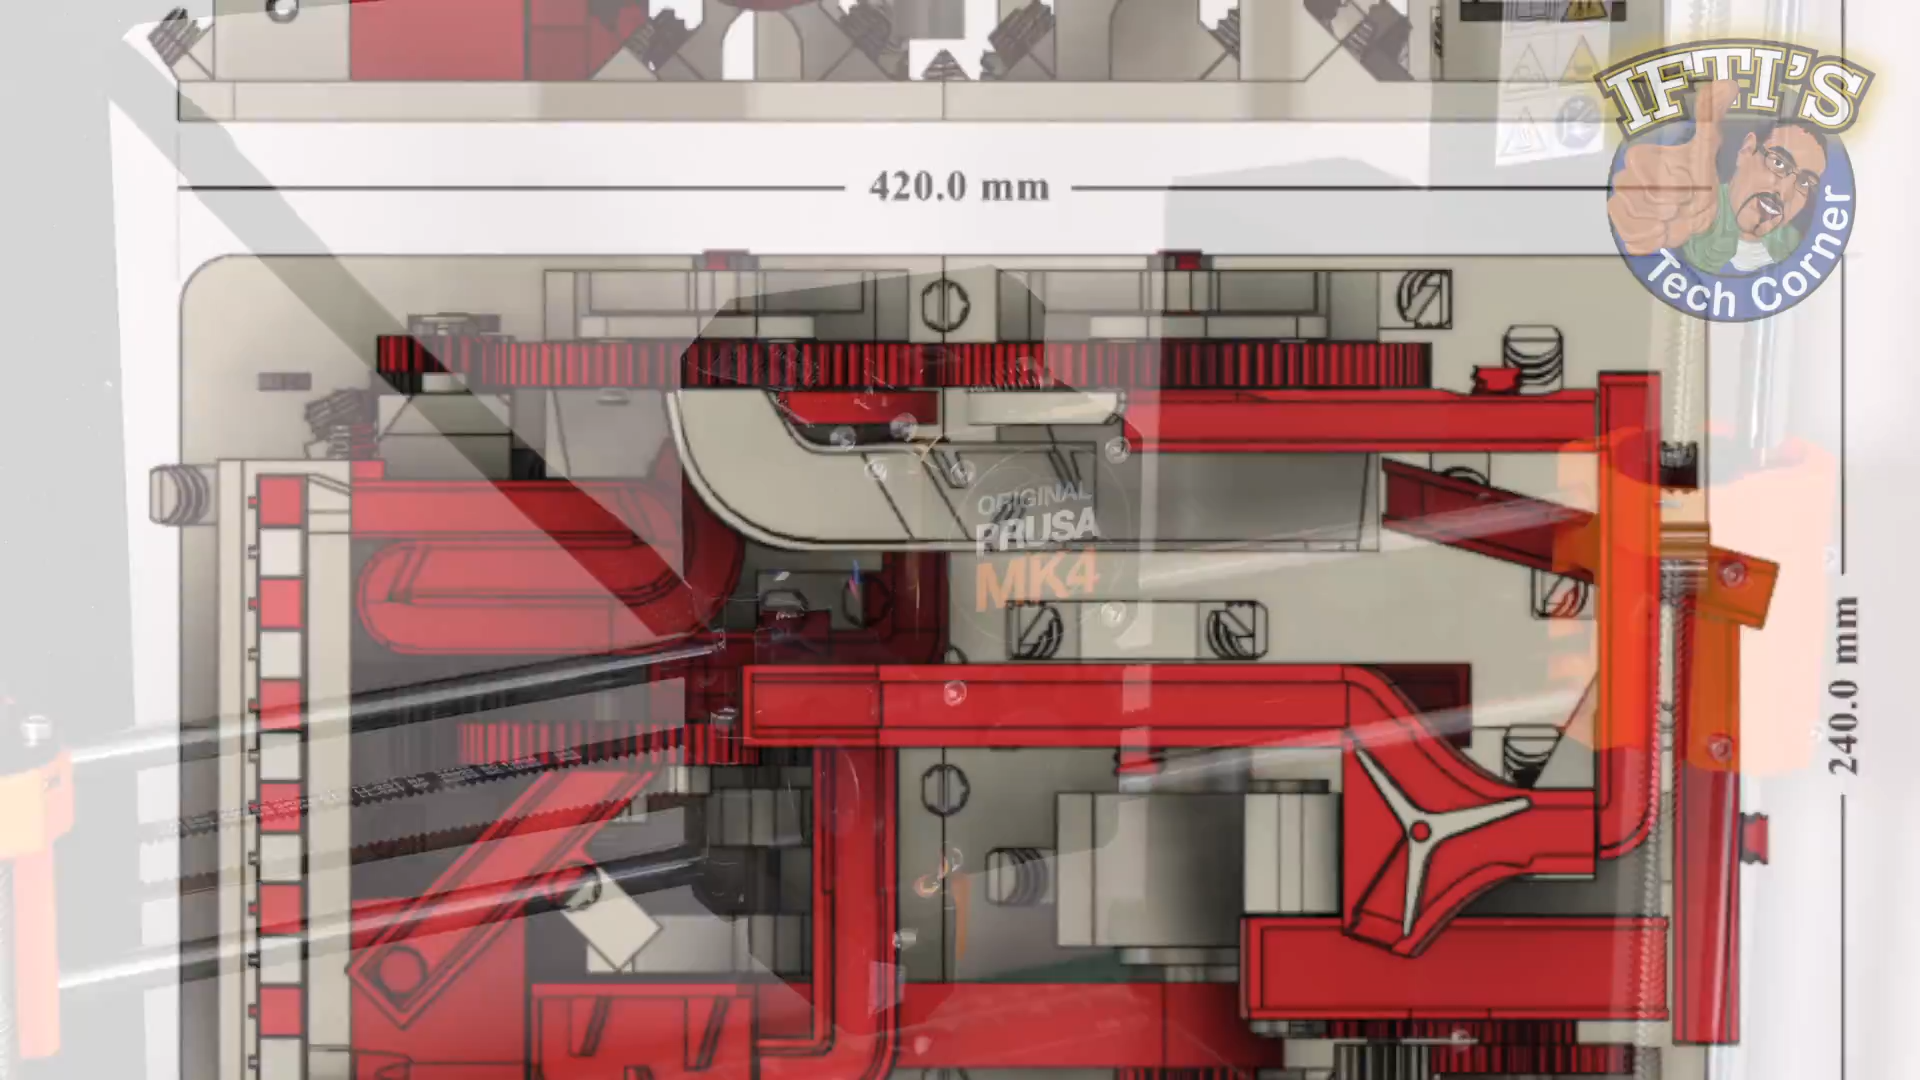 IFTI'S
Tech Corner
420.0 mm
ORIGINAL
PRUSA
MK4
240.0 mm